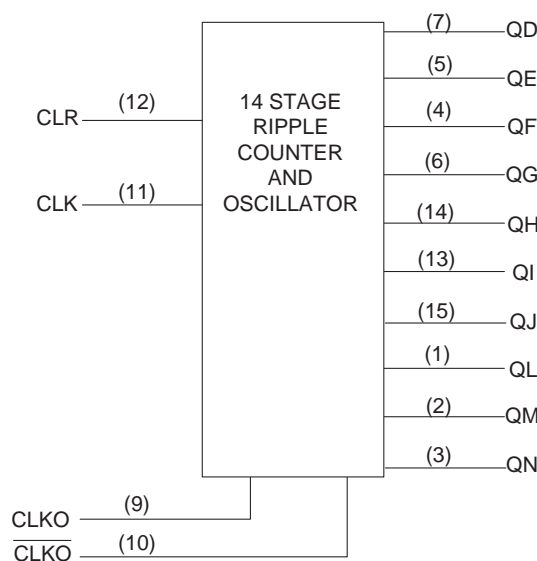 (7) QD
(5) QE
(12)
CLR
14 STAGE
RIPPLE
COUNTER
AND
OSCILLATOR
(4) QF
(6) QG
(11)
CLK
(14) QH
(13) QI
(15) QJ
(1) QL
(2) QM
(3) QN
(9)
CLKO
(10)
C̅L̅K̅O̅